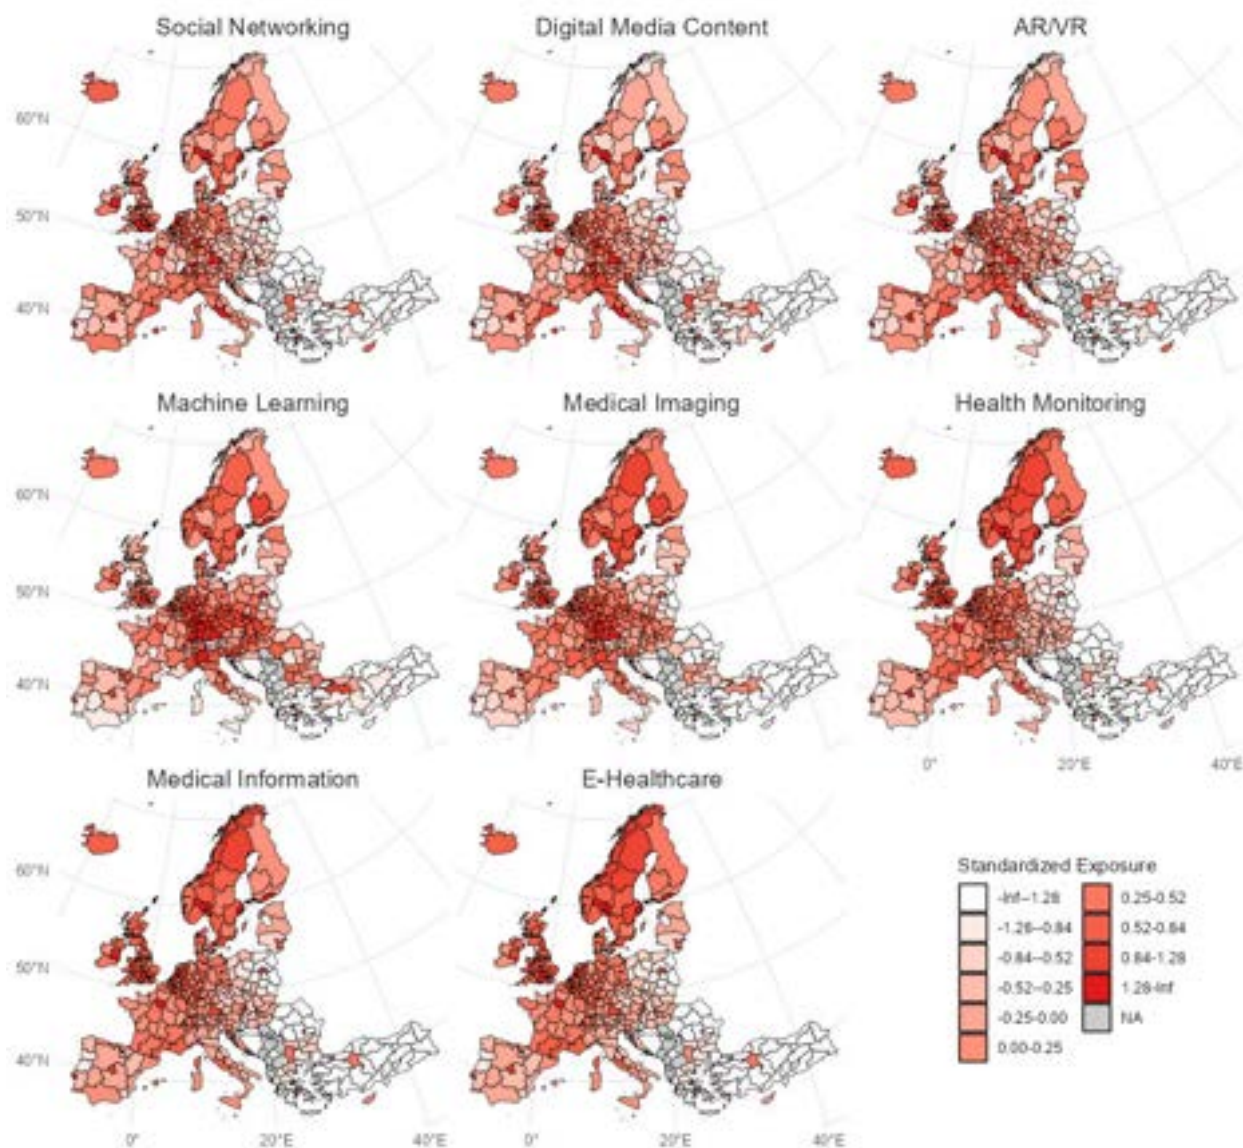 Social Networking
Digital Media Content
AR/VR
60°N
50°N
40°N
Machine Learning
Medical Imaging
Health Monitoring
60°N
50°N
40°N
0°
20°E
40°E
Medical Information
E-Healthcare
60°N
50°N
40°N
0°
20°E
40°E
0°
20°E
40°E
Standardized Exposure
-Inf--1.28
-1.28--0.84
-0.84--0.52
-0.52--0.25
-0.25-0.00
0.00-0.25
0.25-0.52
0.52-0.84
0.84-1.28
1.28-Inf
NA